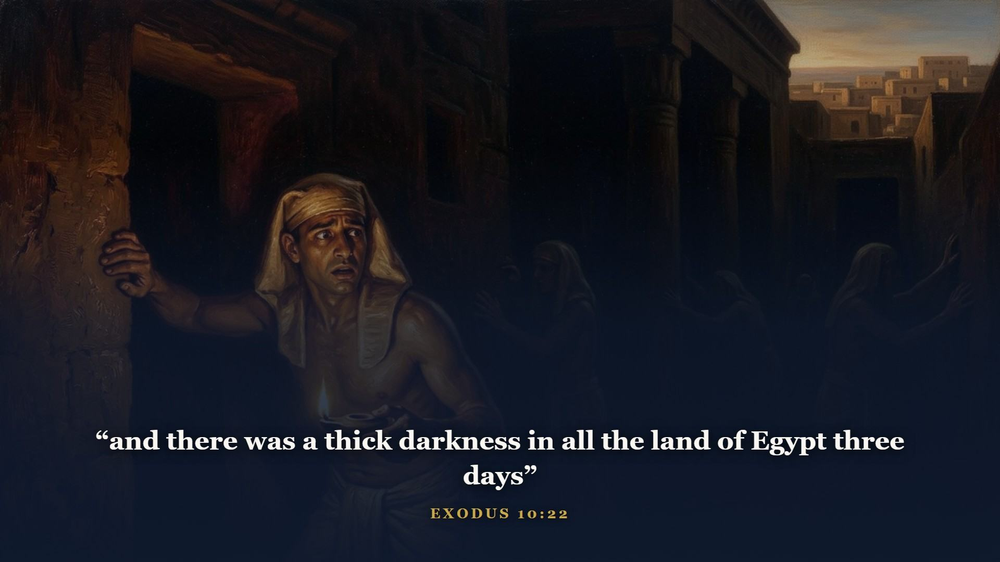 “and there was a thick darkness in all the land of Egypt three
days”
EXODUS 10:22